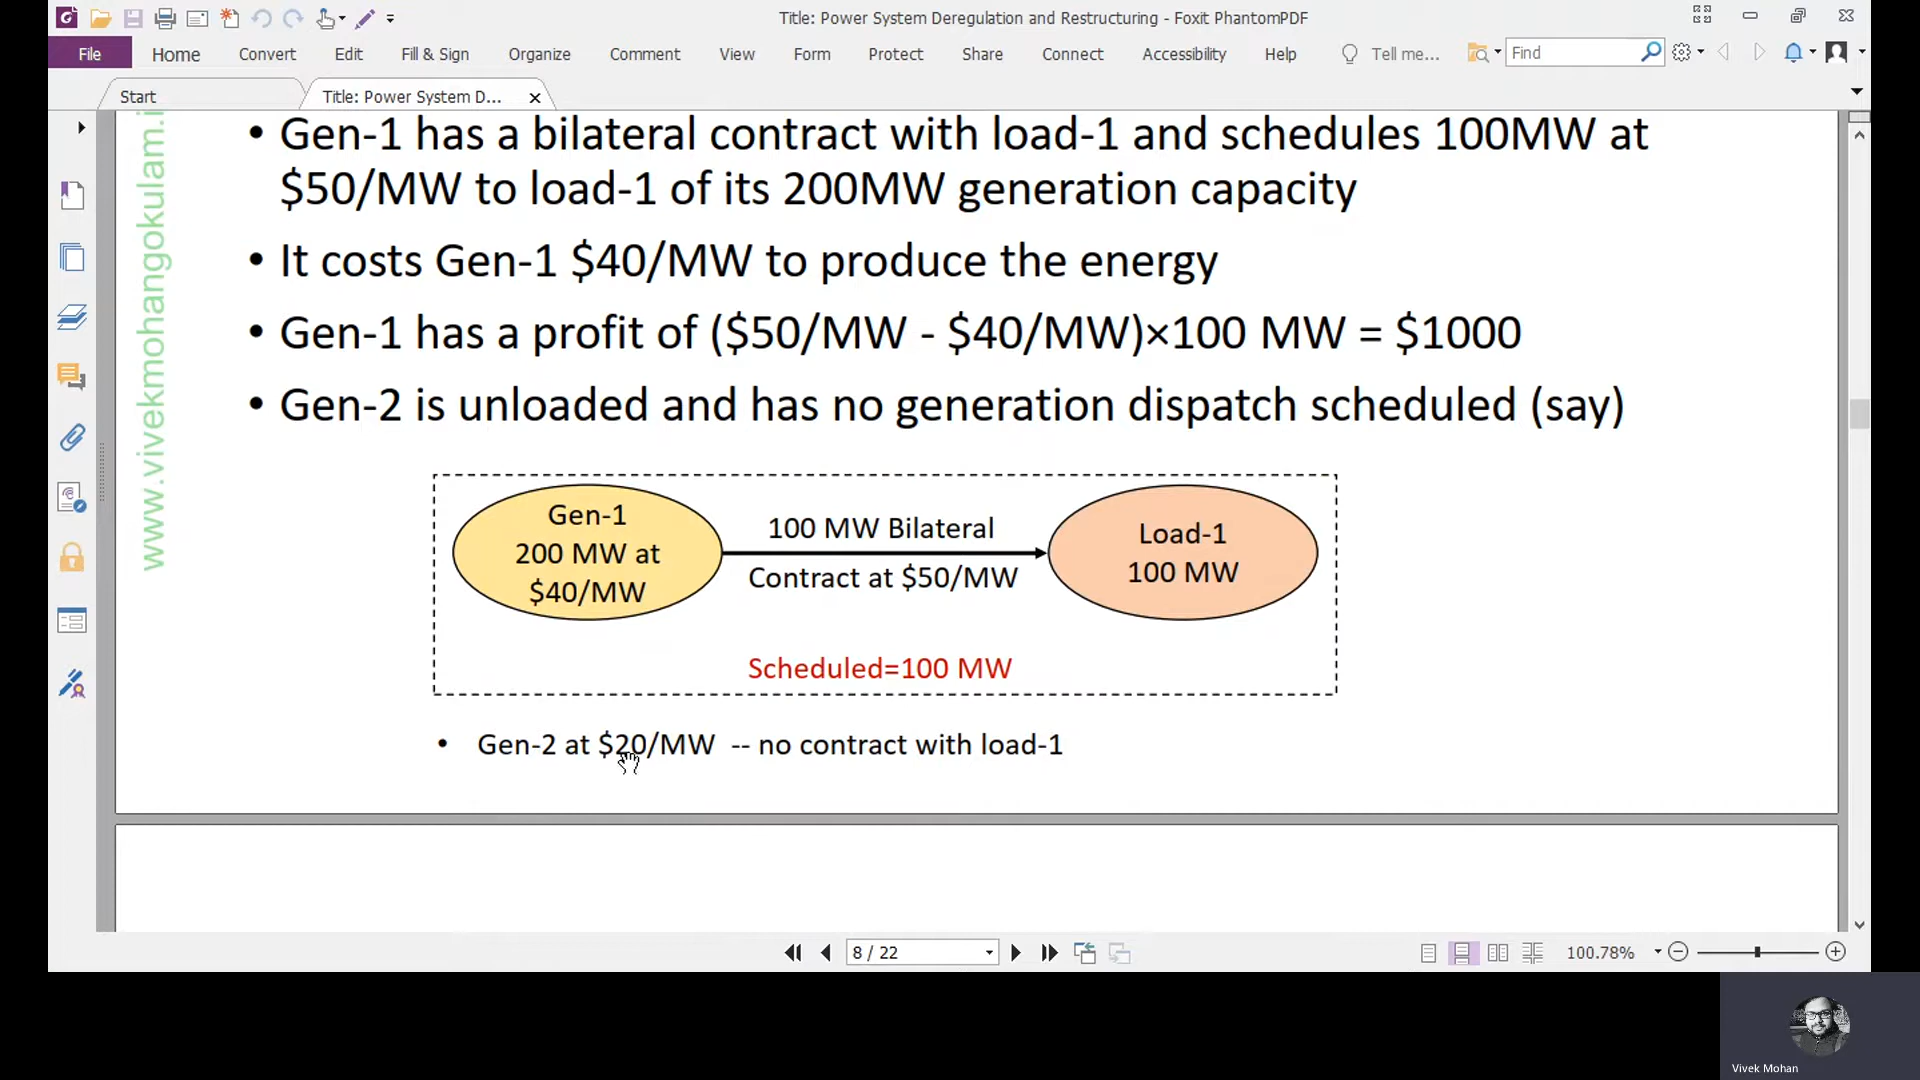 Title: Power System Deregulation and Restructuring - Foxit PhantomPDF
File Home Convert Edit Fill & Sign Organize Comment View Form Protect Share Connect Accessibility Help Tell me... Find
Start Title: Power System D...
www.vivekmohangokulam.i
• Gen-1 has a bilateral contract with load-1 and schedules 100MW at
$50/MW to load-1 of its 200MW generation capacity
• It costs Gen-1 $40/MW to produce the energy
• Gen-1 has a profit of ($50/MW - $40/MW)×100 MW = $1000
• Gen-2 is unloaded and has no generation dispatch scheduled (say)
Gen-1
200 MW at
$40/MW
100 MW Bilateral
Contract at $50/MW
Load-1
100 MW
Scheduled=100 MW
• Gen-2 at $20/MW -- no contract with load-1
8 / 22
100.78%
Vivek Mohan